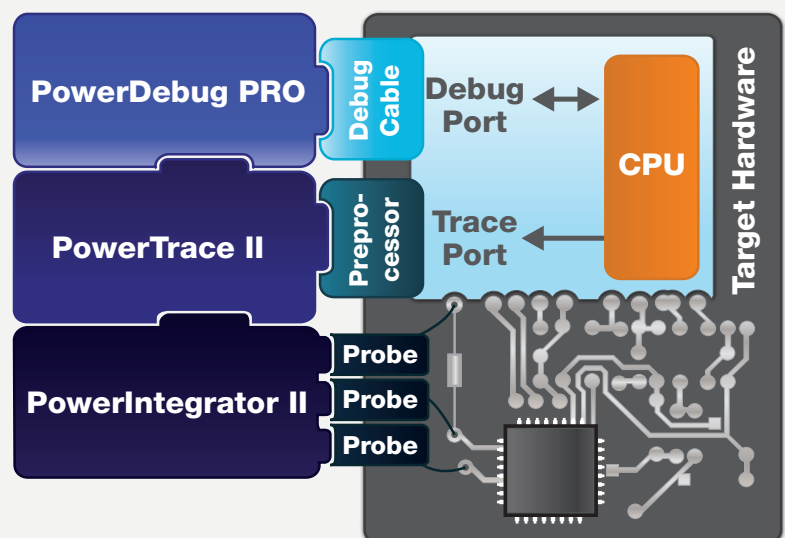 PowerDebug PRO
Debug
Cable
Debug
Port
CPU
Target Hardware
PowerTrace II
Prepro-
cessor
Trace
Port
PowerIntegrator II
Probe
Probe
Probe